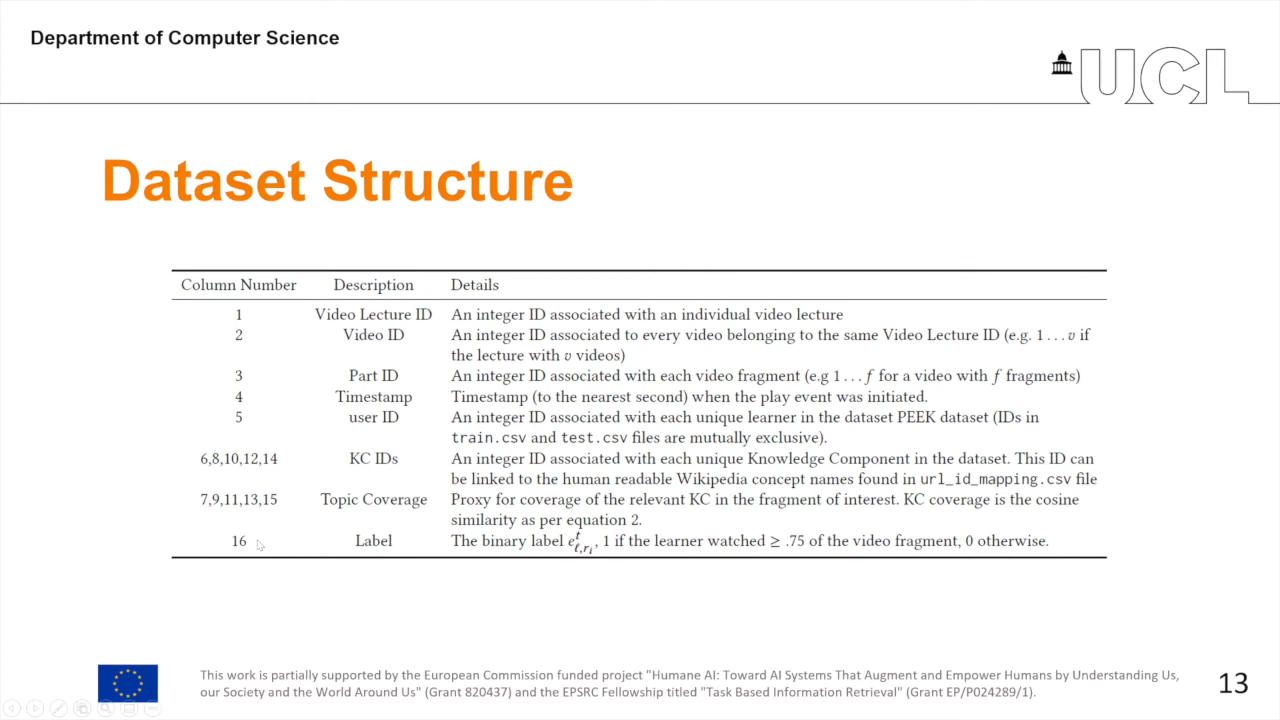 Department of Computer Science
UCL
Dataset Structure
Column Number Description Details
1 Video Lecture ID An integer ID associated with an individual video lecture
2 Video ID An integer ID associated to every video belonging to the same Video Lecture ID (e.g. 1 . . . v if
the lecture with v videos)
3 Part ID An integer ID associated with each video fragment (e.g 1 . . . f for a video with f fragments)
4 Timestamp Timestamp (to the nearest second) when the play event was initiated.
5 user ID An integer ID associated with each unique learner in the dataset PEEK dataset (IDs in
train.csv and test.csv files are mutually exclusive).
6,8,10,12,14 KC IDs An integer ID associated with each unique Knowledge Component in the dataset. This ID can
be linked to the human readable Wikipedia concept names found in url_id_mapping.csv file
7,9,11,13,15 Topic Coverage Proxy for coverage of the relevant KC in the fragment of interest. KC coverage is the cosine
similarity as per equation 2.
16 Label The binary label e^t_{ℓ,r_i}, 1 if the learner watched ≥ .75 of the video fragment, 0 otherwise.
This work is partially supported by the European Commission funded project "Humane AI: Toward AI Systems That Augment and Empower Humans by Understanding Us,
our Society and the World Around Us" (Grant 820437) and the EPSRC Fellowship titled "Task Based Information Retrieval" (Grant EP/P024289/1).
13